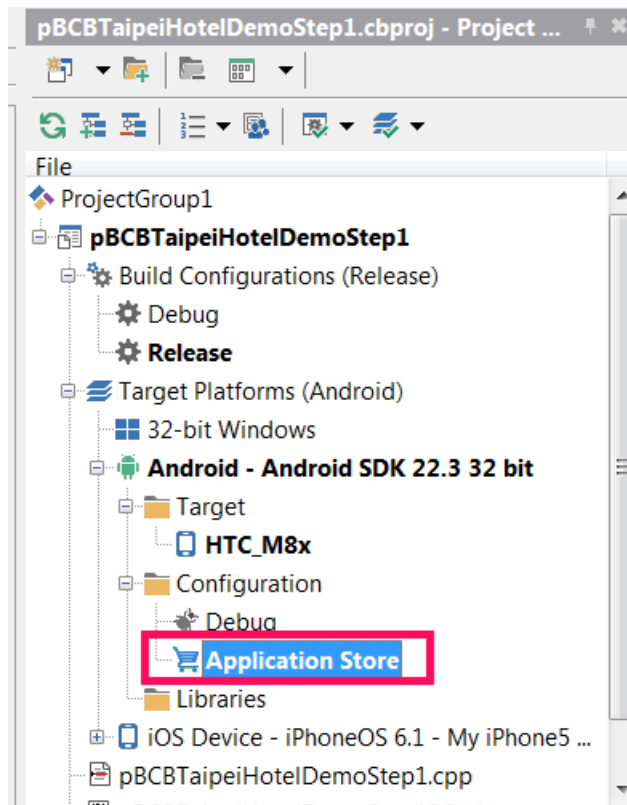 pBCBTaipeiHotelDemoStep1.cbproj - Project ...
File
ProjectGroup1
pBCBTaipeiHotelDemoStep1
Build Configurations (Release)
Debug
Release
Target Platforms (Android)
32-bit Windows
Android - Android SDK 22.3 32 bit
Target
HTC_M8x
Configuration
Debug
Application Store
Libraries
iOS Device - iPhoneOS 6.1 - My iPhone5 ...
pBCBTaipeiHotelDemoStep1.cpp